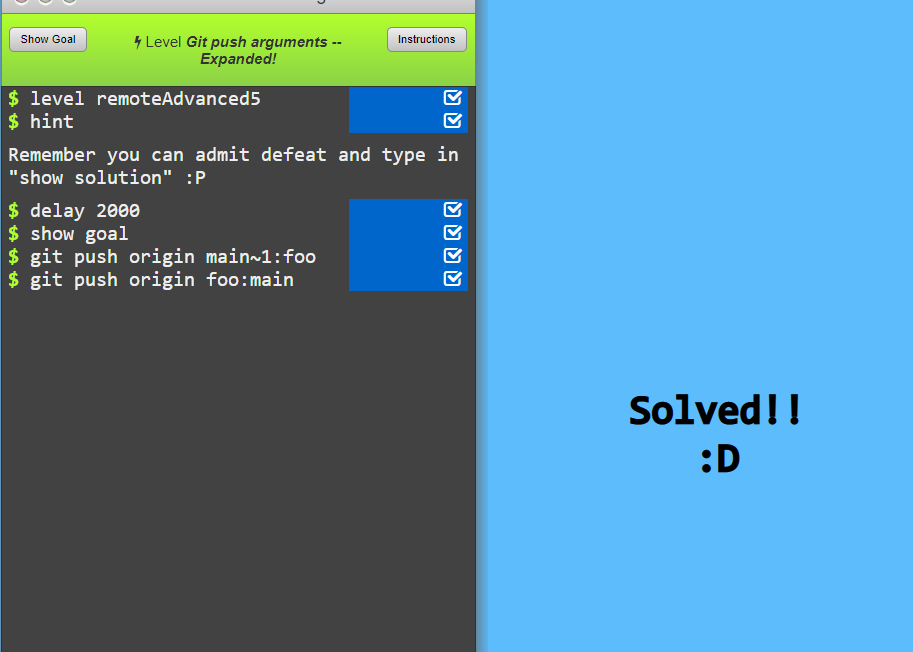 Show Goal
Level Git push arguments --
Expanded!
Instructions
$ level remoteAdvanced5
$ hint
Remember you can admit defeat and type in
"show solution" :P
$ delay 2000
$ show goal
$ git push origin main~1:foo
$ git push origin foo:main
Solved!!
:D